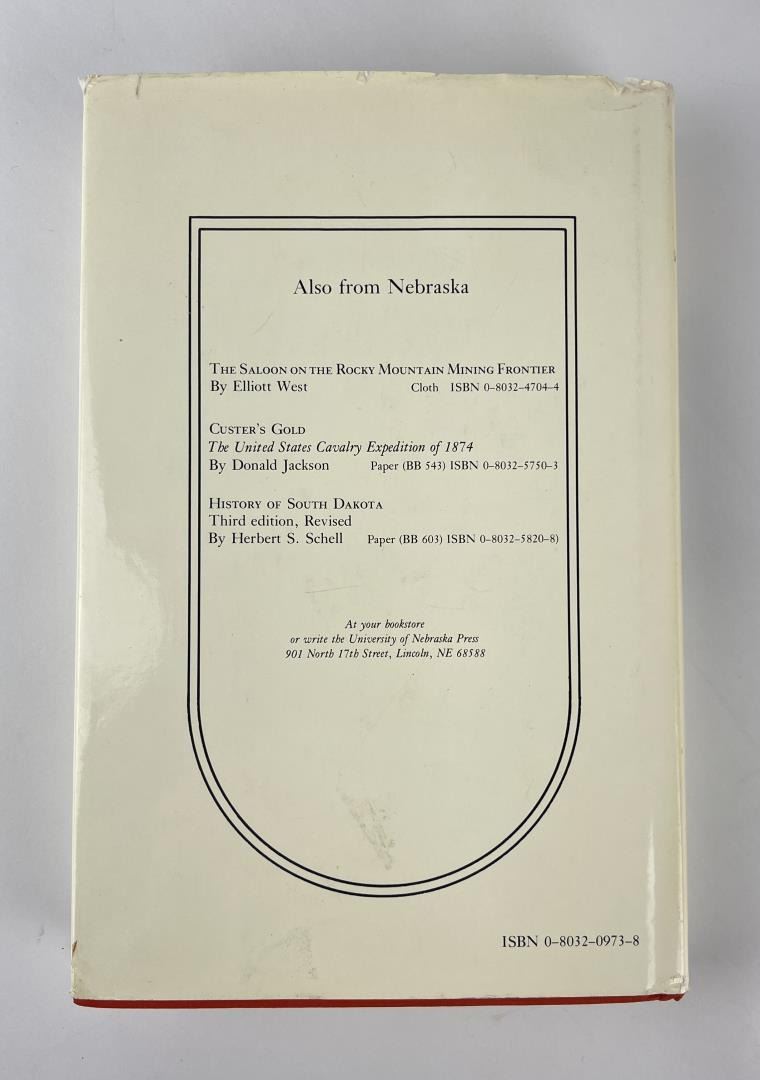 Also from Nebraska
THE SALOON ON THE ROCKY MOUNTAIN MINING FRONTIER
By Elliott West Cloth ISBN 0-8032-4704-4
CUSTER'S GOLD
The United States Cavalry Expedition of 1874
By Donald Jackson Paper (BB 543) ISBN 0-8032-5750-3
HISTORY OF SOUTH DAKOTA
Third edition, Revised
By Herbert S. Schell Paper (BB 603) ISBN 0-8032-5820-8)
At your bookstore
or write the University of Nebraska Press
901 North 17th Street, Lincoln, NE 68588
ISBN 0-8032-0973-8